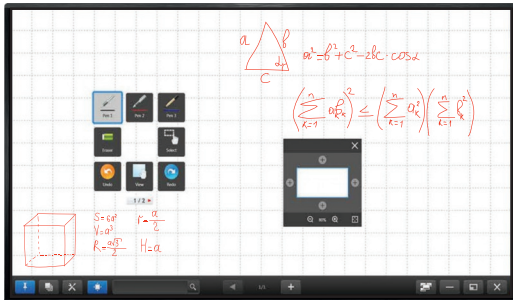 a b c α
a² = b² + c² - 2bc · cosα
(∑ₖ₌₁ⁿ aₖbₖ)² ≤ (∑ₖ₌₁ⁿ aₖ²)(∑ₖ₌₁ⁿ bₖ²)
Pen 1 Pen 2 Pen 3
Eraser Select
Undo View Redo
1 / 2
S = 6a² r = a/2
V = a³
R = a√3/2 H = a
1/1